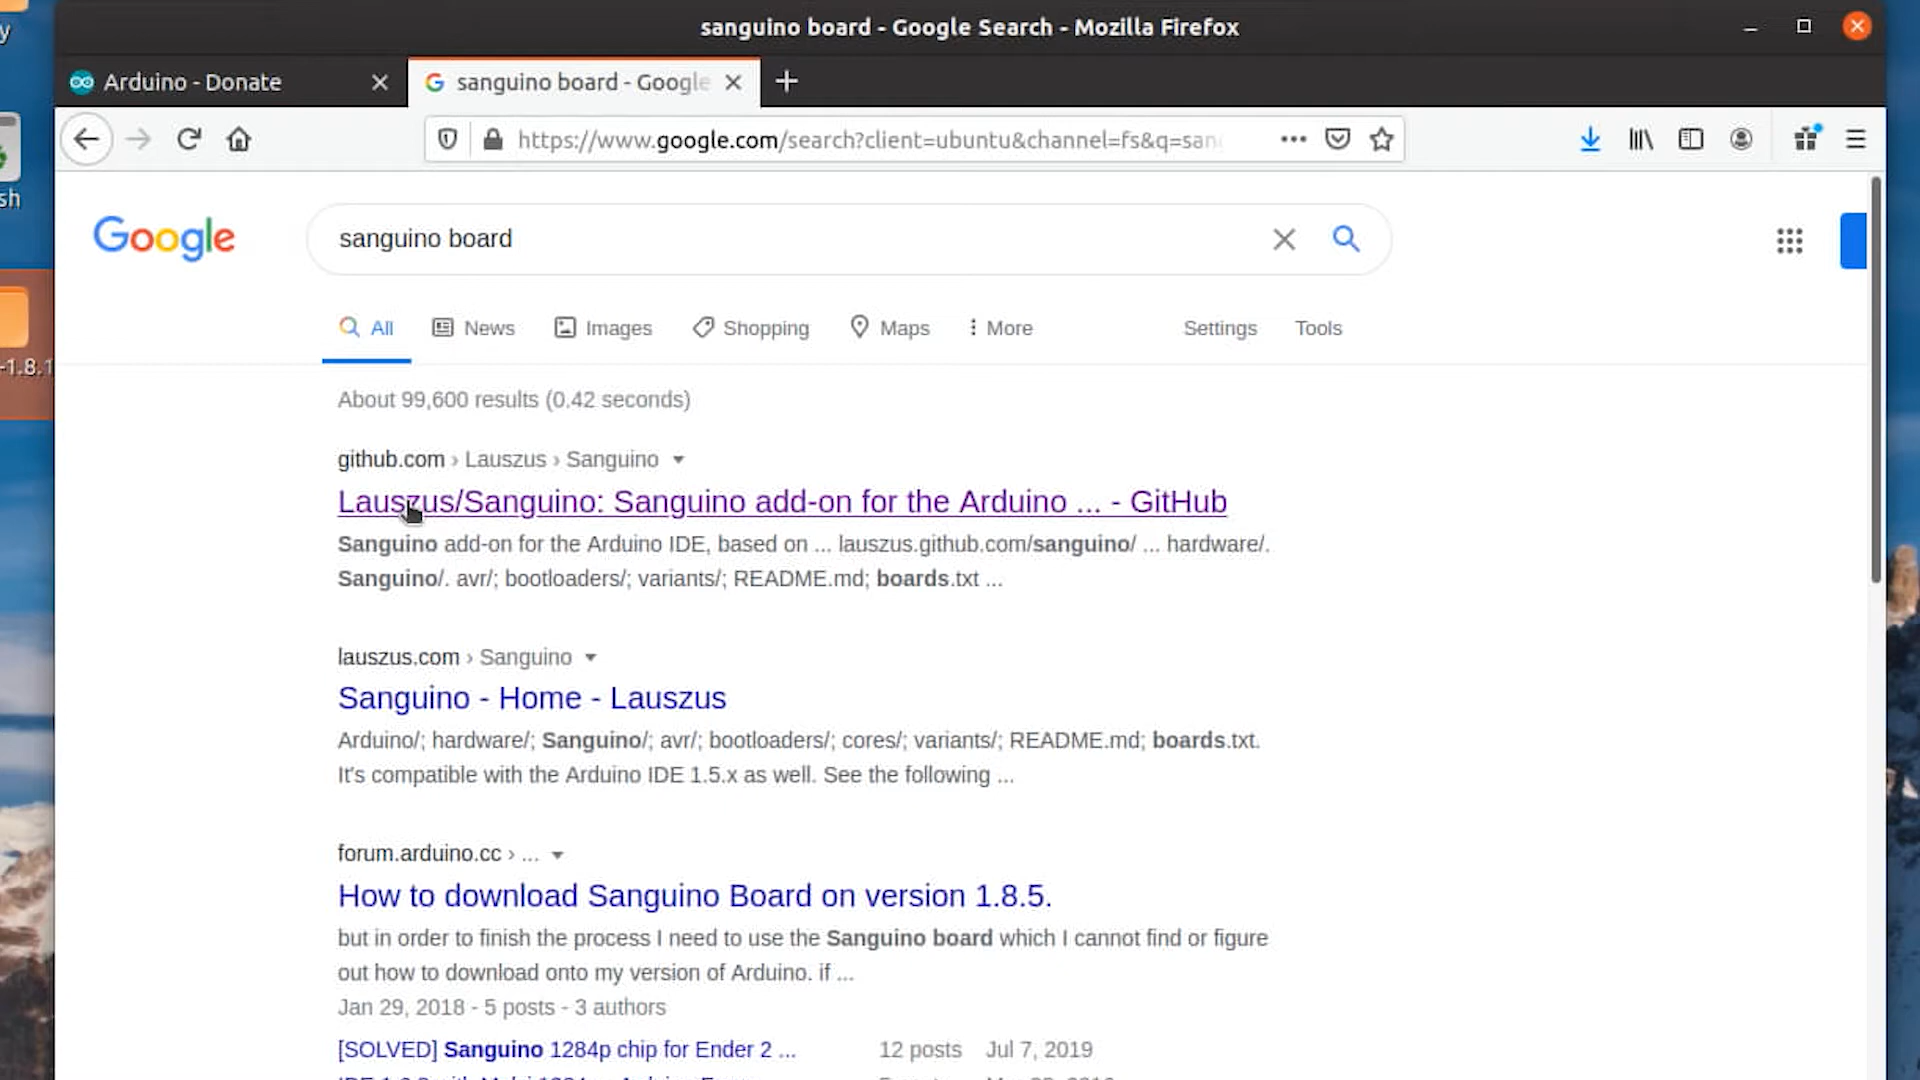 y
sanguino board - Google Search - Mozilla Firefox
Arduino - Donate
sanguino board - Google
https://www.google.com/search?client=ubuntu&channel=fs&q=san
sh
Google
sanguino board
All
News
Images
Shopping
Maps
More
Settings
Tools
-1.8.1
About 99,600 results (0.42 seconds)
github.com › Lauszus › Sanguino
Lauszus/Sanguino: Sanguino add-on for the Arduino ... - GitHub
Sanguino add-on for the Arduino IDE, based on ... lauszus.github.com/sanguino/ ... hardware/.
Sanguino/. avr/; bootloaders/; variants/; README.md; boards.txt ...
lauszus.com › Sanguino
Sanguino - Home - Lauszus
Arduino/; hardware/; Sanguino/; avr/; bootloaders/; cores/; variants/; README.md; boards.txt.
It's compatible with the Arduino IDE 1.5.x as well. See the following ...
forum.arduino.cc › ...
How to download Sanguino Board on version 1.8.5.
but in order to finish the process I need to use the Sanguino board which I cannot find or figure
out how to download onto my version of Arduino. if ...
Jan 29, 2018 - 5 posts - 3 authors
[SOLVED] Sanguino 1284p chip for Ender 2 ...
12 posts
Jul 7, 2019